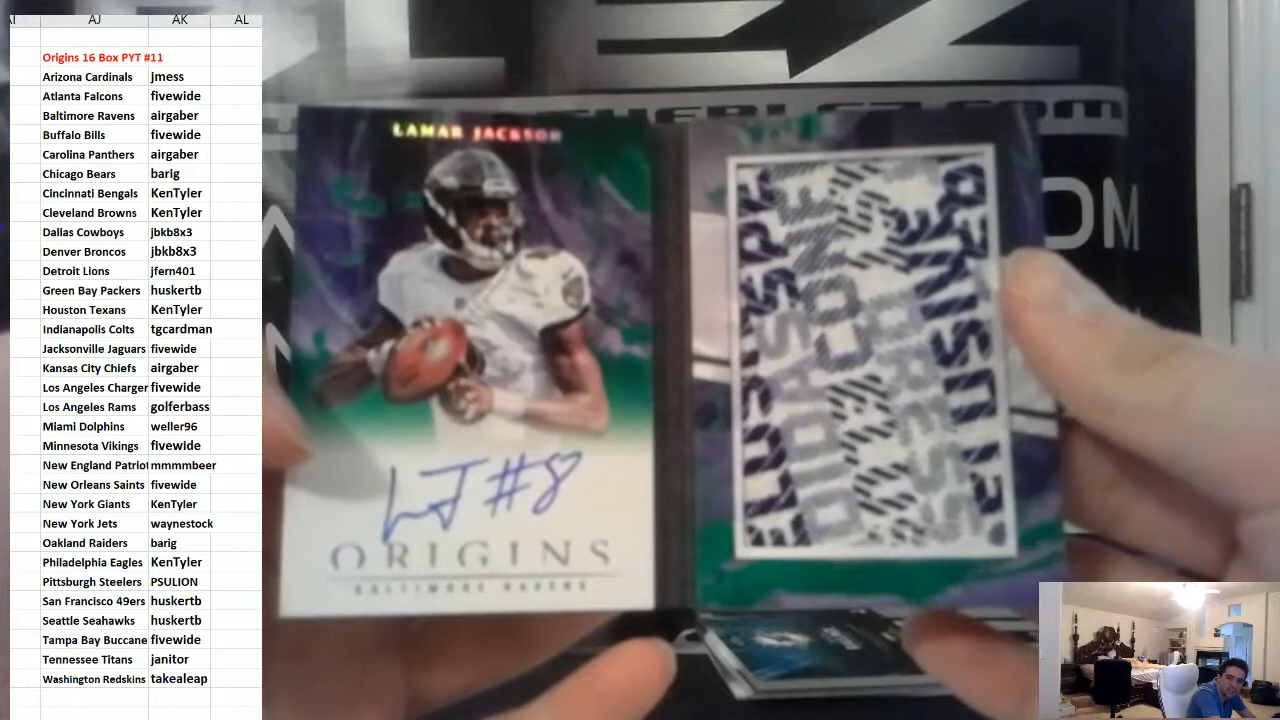 AJ AK AL
Origins 16 Box PYT #11
Arizona Cardinals jmess
Atlanta Falcons fivewide
Baltimore Ravens airgaber
Buffalo Bills fivewide
Carolina Panthers airgaber
Chicago Bears barig
Cincinnati Bengals KenTyler
Cleveland Browns KenTyler
Dallas Cowboys jbkb8x3
Denver Broncos jbkb8x3
Detroit Lions jfern401
Green Bay Packers huskertb
Houston Texans KenTyler
Indianapolis Colts tgcardman
Jacksonville Jaguars fivewide
Kansas City Chiefs airgaber
Los Angeles Charger fivewide
Los Angeles Rams golferbass
Miami Dolphins weller96
Minnesota Vikings fivewide
New England Patriot mmmmbeer
New Orleans Saints fivewide
New York Giants KenTyler
New York Jets waynestock
Oakland Raiders barig
Philadelphia Eagles KenTyler
Pittsburgh Steelers PSULION
San Francisco 49ers huskertb
Seattle Seahawks huskertb
Tampa Bay Buccane fivewide
Tennessee Titans janitor
Washington Redskins takealeap
LAMAR JACKSON
LJ #8
ORIGINS
BALTIMORE RAVENS